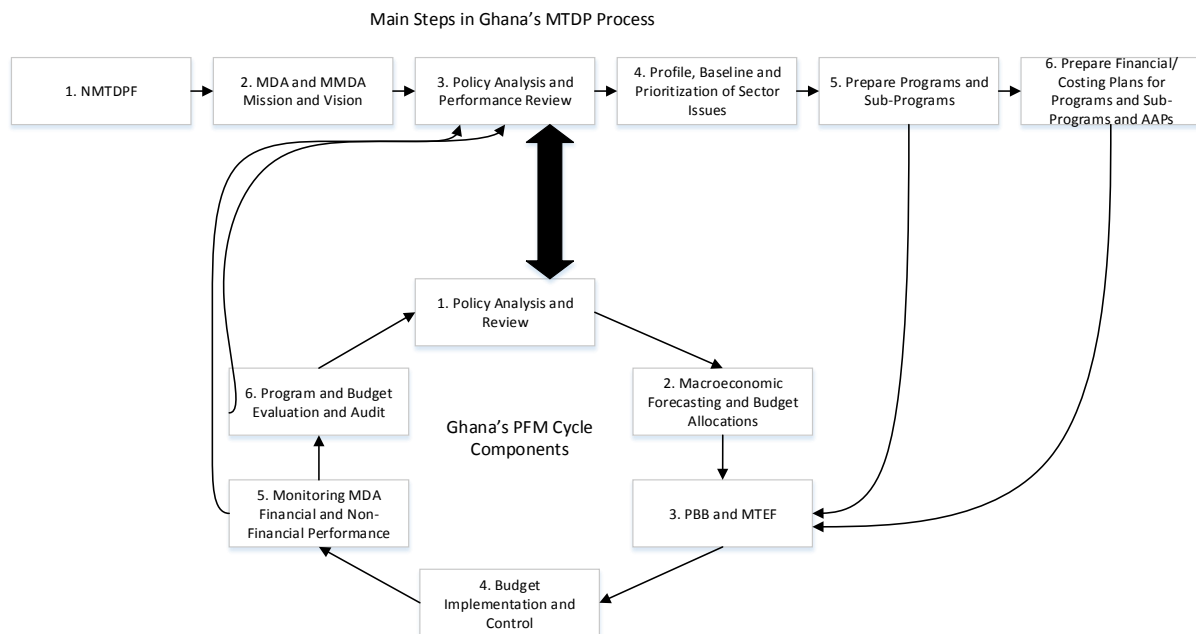 Main Steps in Ghana’s MTDP Process
1. NMTDPF
2. MDA and MMDA
Mission and Vision
3. Policy Analysis and
Performance Review
4. Profile, Baseline and
Prioritization of Sector
Issues
5. Prepare Programs and
Sub-Programs
6. Prepare Financial/
Costing Plans for
Programs and Sub-
Programs and AAPs
1. Policy Analysis and
Review
2. Macroeconomic
Forecasting and Budget
Allocations
6. Program and Budget
Evaluation and Audit
Ghana’s PFM Cycle
Components
3. PBB and MTEF
5. Monitoring MDA
Financial and Non-
Financial Performance
4. Budget
Implementation and
Control